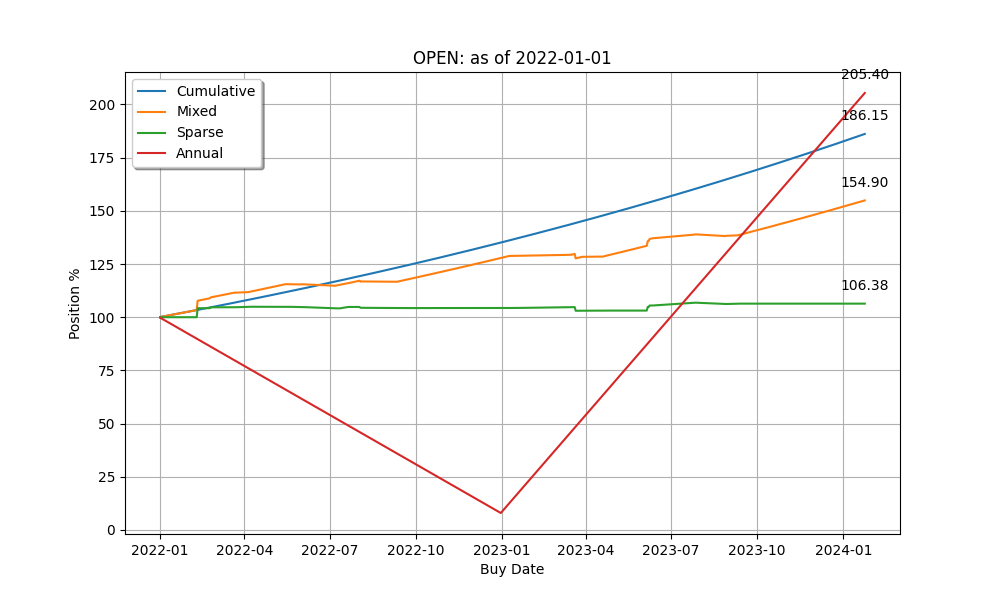 OPEN: as of 2022-01-01
Cumulative
Mixed
Sparse
Annual
205.40
186.15
154.90
106.38
200
175
150
125
100
75
50
25
0
Position %
2022-01 2022-04 2022-07 2022-10 2023-01 2023-04 2023-07 2023-10 2024-01
Buy Date